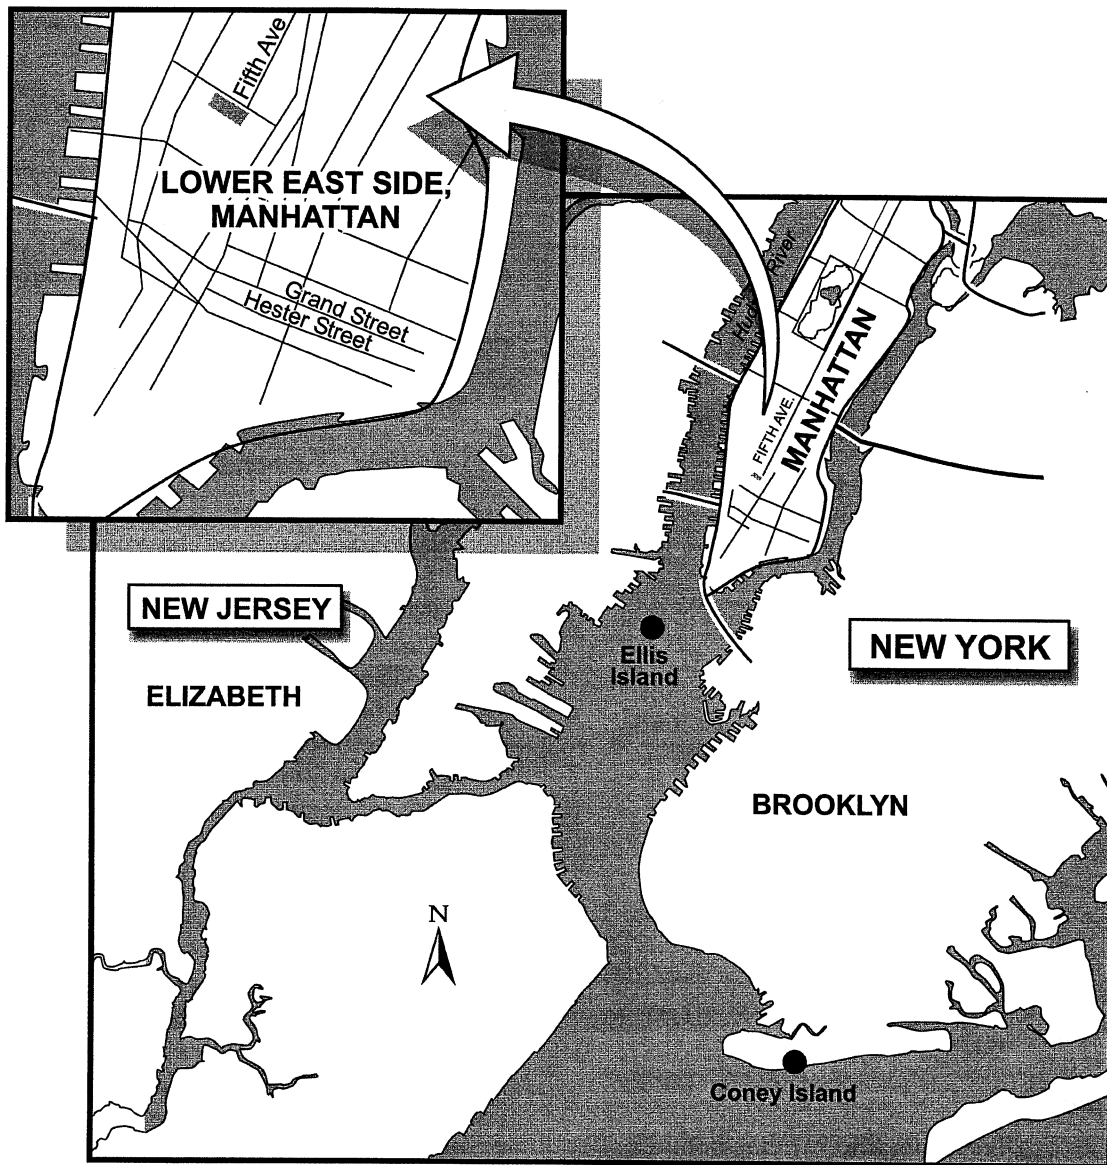 Fifth Ave
LOWER EAST SIDE,
MANHATTAN
Grand Street
Hester Street
Hudson River
MANHATTAN
FIFTH AVE.
NEW JERSEY
Ellis
Island
NEW YORK
ELIZABETH
BROOKLYN
N
Coney Island